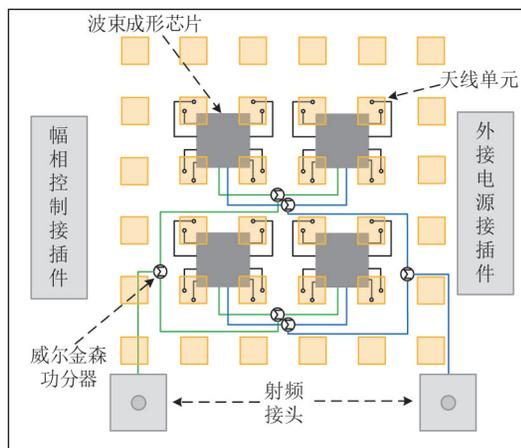 波束成形芯片
天线单元
幅
相
控
制
接
插
件
外
接
电
源
接
插
件
威尔金森
功分器
射频
接头